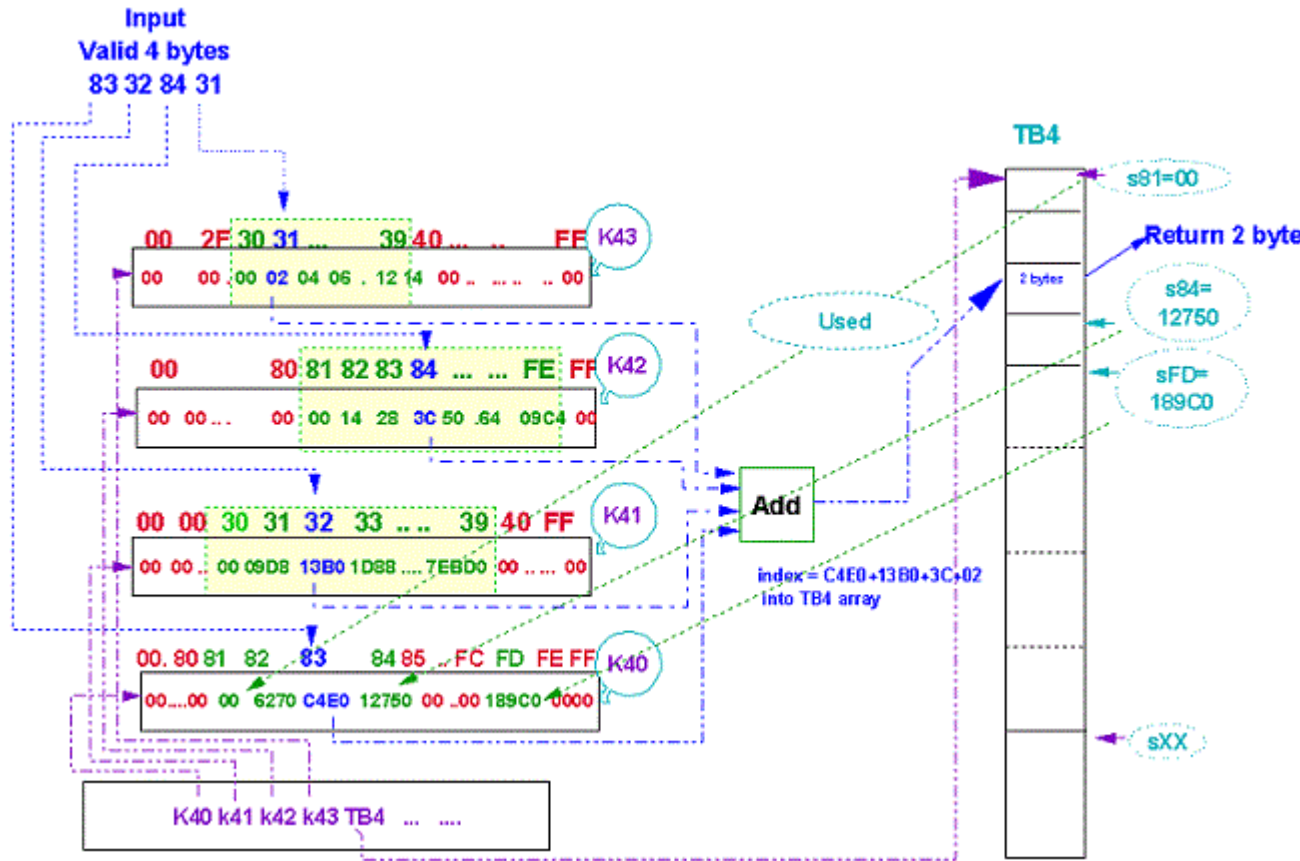 Input
Valid 4 bytes
83 32 84 31
TB4
s81=00
00 2F 30 31 ... 39 40 ... .. FF
K43
00 00 . 00 02 04 06 . 12 14 00 .. ... .. .. 00
Return 2 byte
2 bytes
s84=
12750
Used
00 80 81 82 83 84 ... ... FE FF
K42
00 00 ... 00 00 14 28 3C 50 .64 09C4 00
sFD=
189C0
Add
00 00 30 31 32 33 .. .. 39 40 FF
K41
00 00 .. 00 09D8 13B0 1D88 .... 7EBD0 00 .. ... 00
index = C4E0+13B0+3C+02
into TB4 array
00. 80 81 82 83 84 85 .. FC FD FE FF
K40
00....00 00 6270 C4E0 12750 00 ..00 189C0 0000
sXX
K40 k41 k42 k43 TB4 ... ....